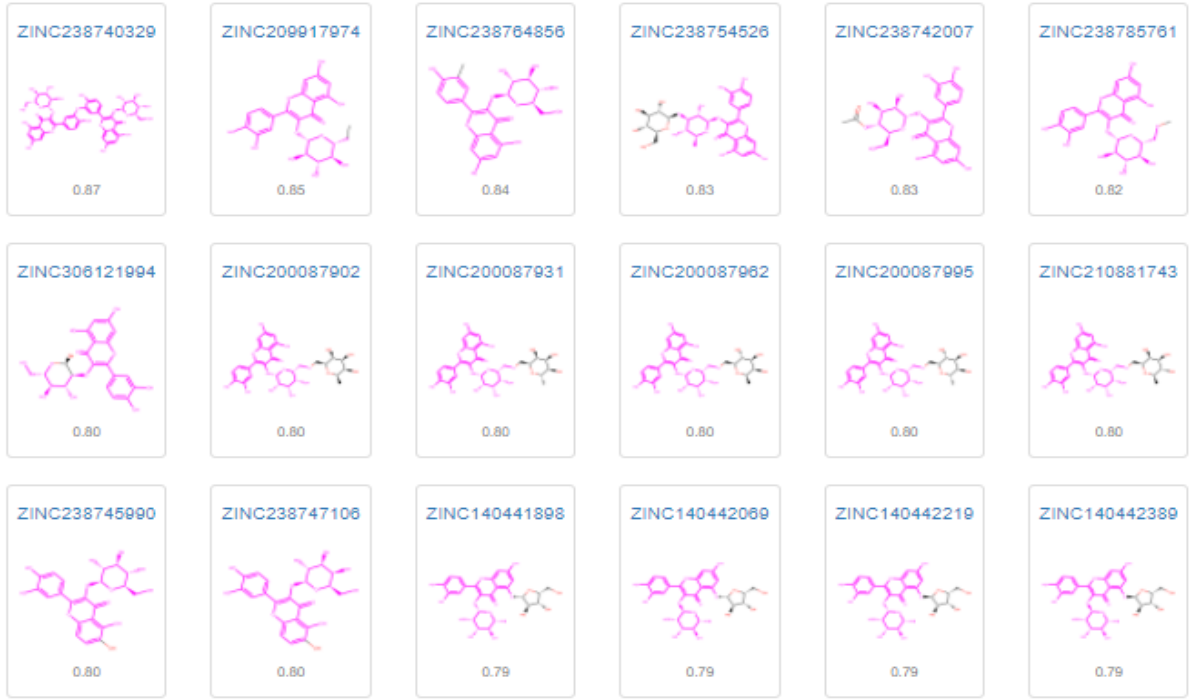 ZINC238740329 ZINC209917974 ZINC238764856 ZINC238754526 ZINC238742007 ZINC238785761
0.87 0.85 0.84 0.83 0.83 0.82
ZINC306121994 ZINC200087902 ZINC200087931 ZINC200087962 ZINC200087995 ZINC210881743
0.80 0.80 0.80 0.80 0.80 0.80
ZINC238745990 ZINC238747106 ZINC140441898 ZINC140442069 ZINC140442219 ZINC140442389
0.80 0.80 0.79 0.79 0.79 0.79